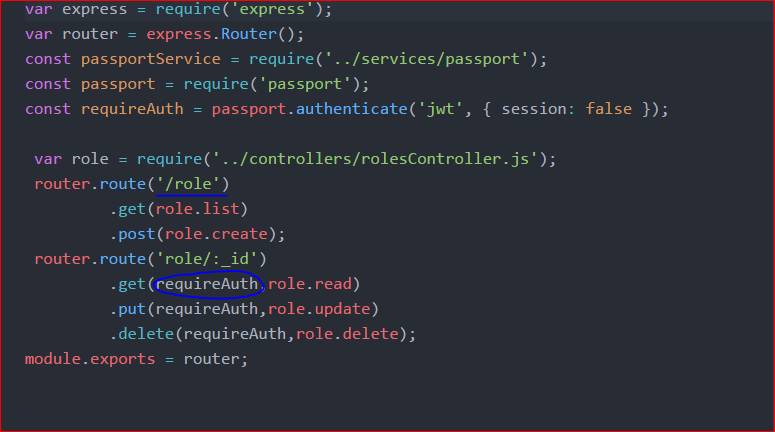 var express = require('express');
var router = express.Router();
const passportService = require('../services/passport');
const passport = require('passport');
const requireAuth = passport.authenticate('jwt', { session: false });
var role = require('../controllers/rolesController.js');
router.route('/role')
.get(role.list)
.post(role.create);
router.route('role/:_id')
.get(requireAuth,role.read)
.put(requireAuth,role.update)
.delete(requireAuth,role.delete);
module.exports = router;